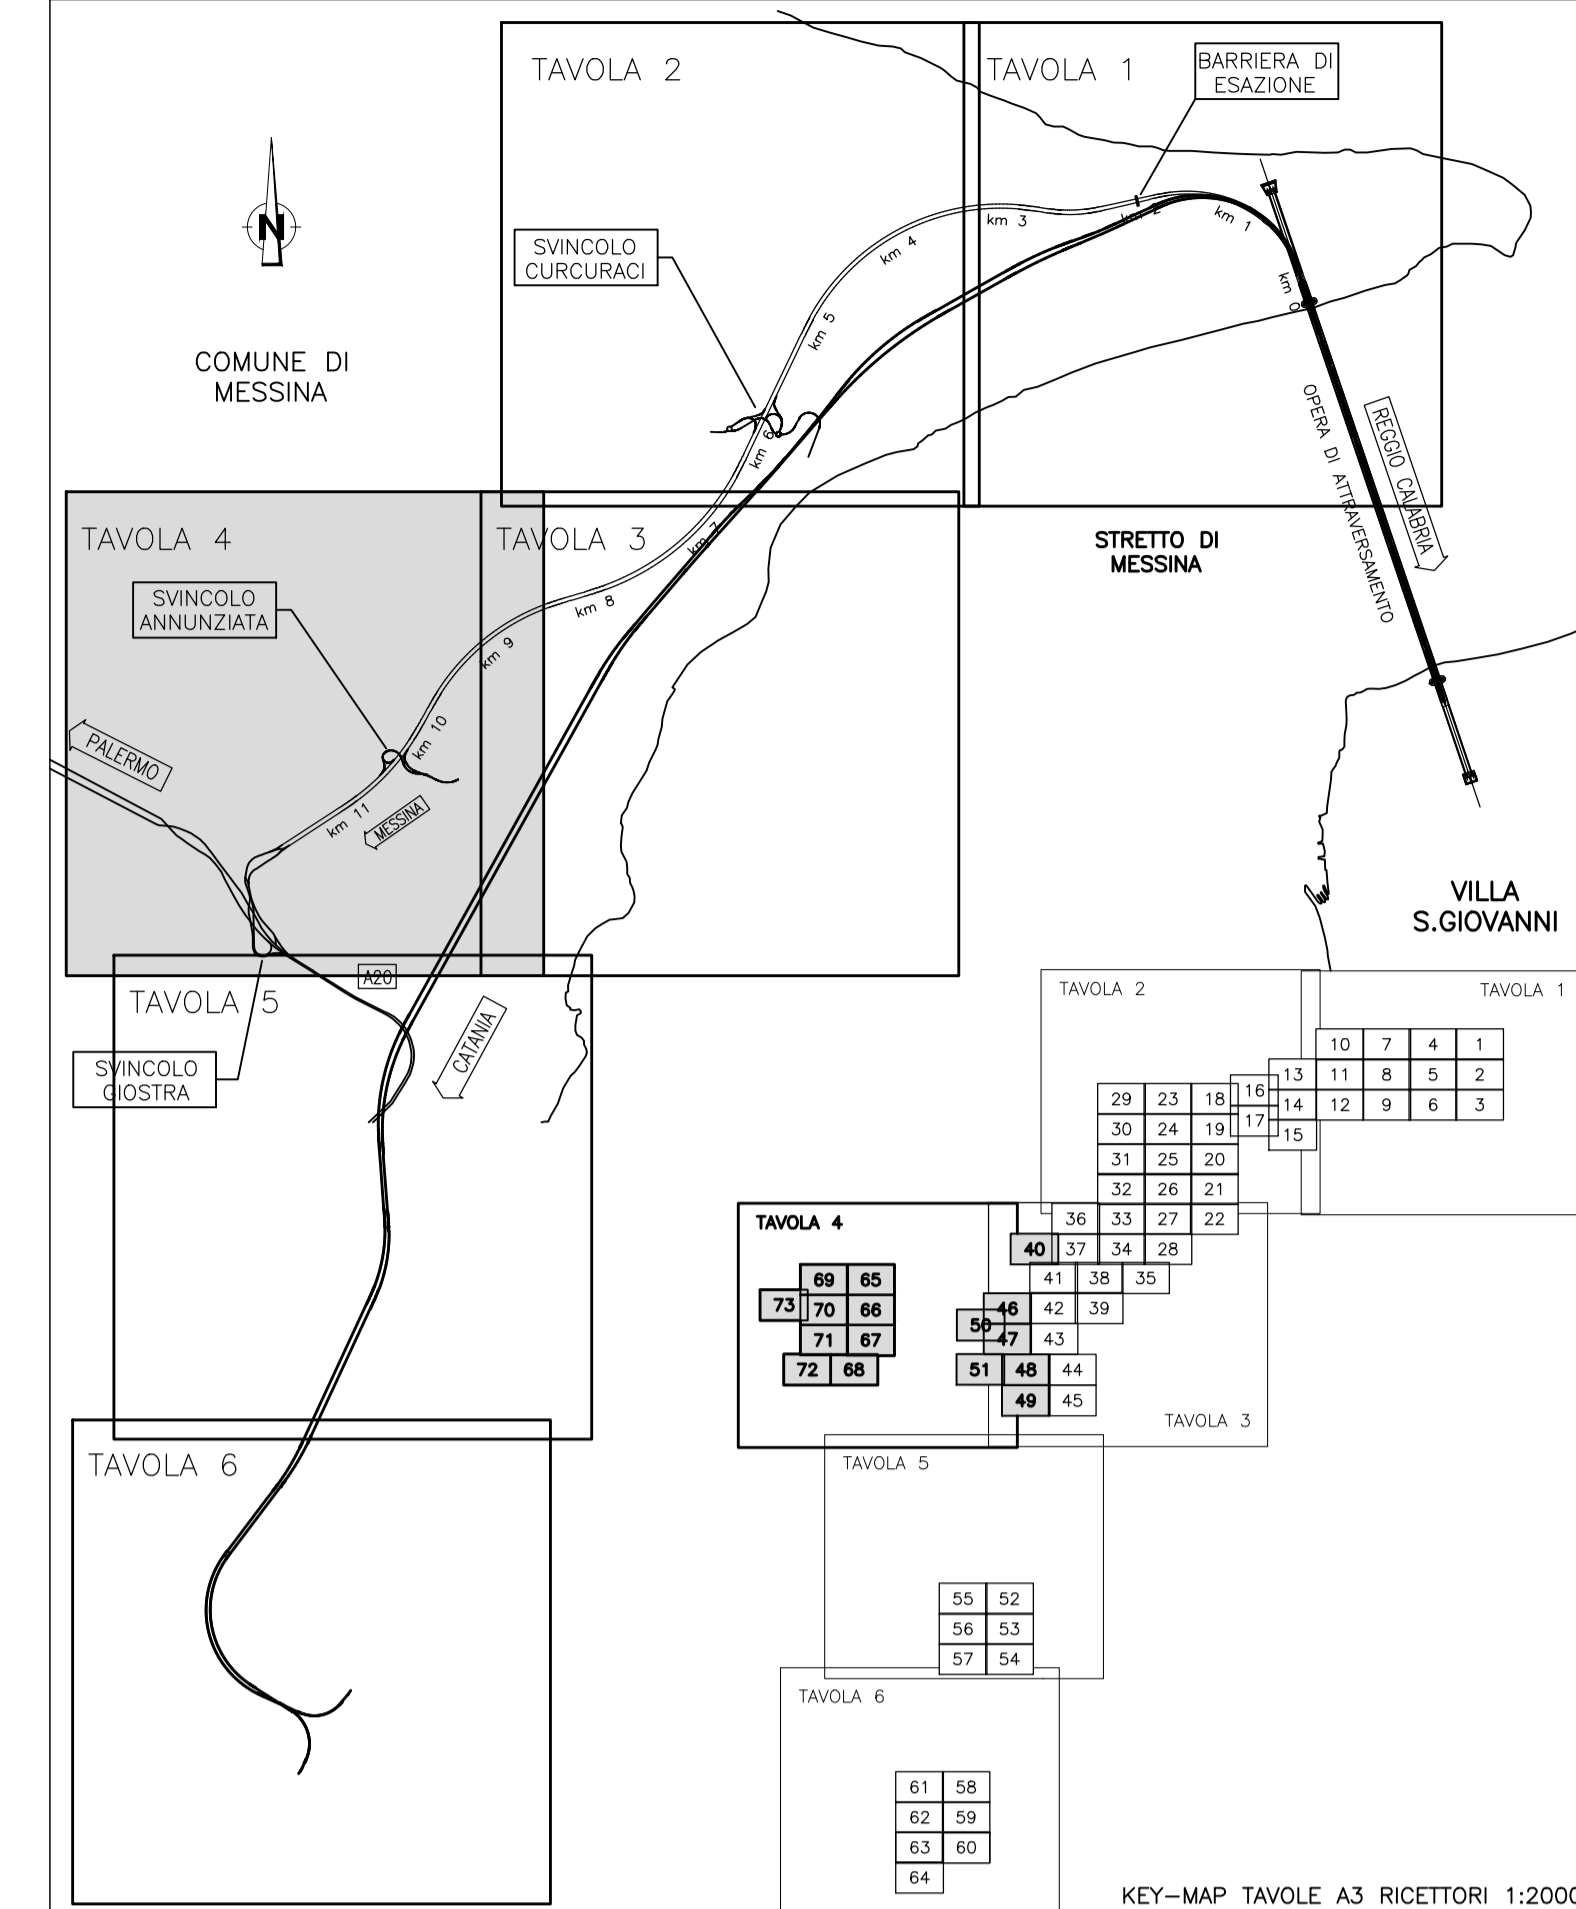 TAVOLA 2
TAVOLA 1
BARRIERA DI
ESAZIONE
N
SVINCOLO
CURCURACI
COMUNE DI
MESSINA
km 0
km 1
km 2
km 3
km 4
km 5
km 6
km 7
km 8
km 9
km 10
km 11
OPERA DI ATTRAVERSAMENTO
REGGIO CALABRIA
STRETTO DI
MESSINA
TAVOLA 4
TAVOLA 3
SVINCOLO
ANNUNZIATA
PALERMO
MESSINA
VILLA
S.GIOVANNI
A20
TAVOLA 5
CATANIA
SVINCOLO
GIOSTRA
TAVOLA 6
TAVOLA 2
TAVOLA 1
10 7 4 1
13 11 8 5 2
16
14 12 9 6 3
17
15
29 23 18
30 24 19
31 25 20
32 26 21
36 33 27 22
40 37 34 28
41 38 35
46 42 39
50
47 43
51 48 44
49 45
TAVOLA 4
69 65
73 70 66
71 67
72 68
TAVOLA 3
TAVOLA 5
55 52
56 53
57 54
TAVOLA 6
61 58
62 59
63 60
64
KEY-MAP TAVOLE A3 RICETTORI 1:2000